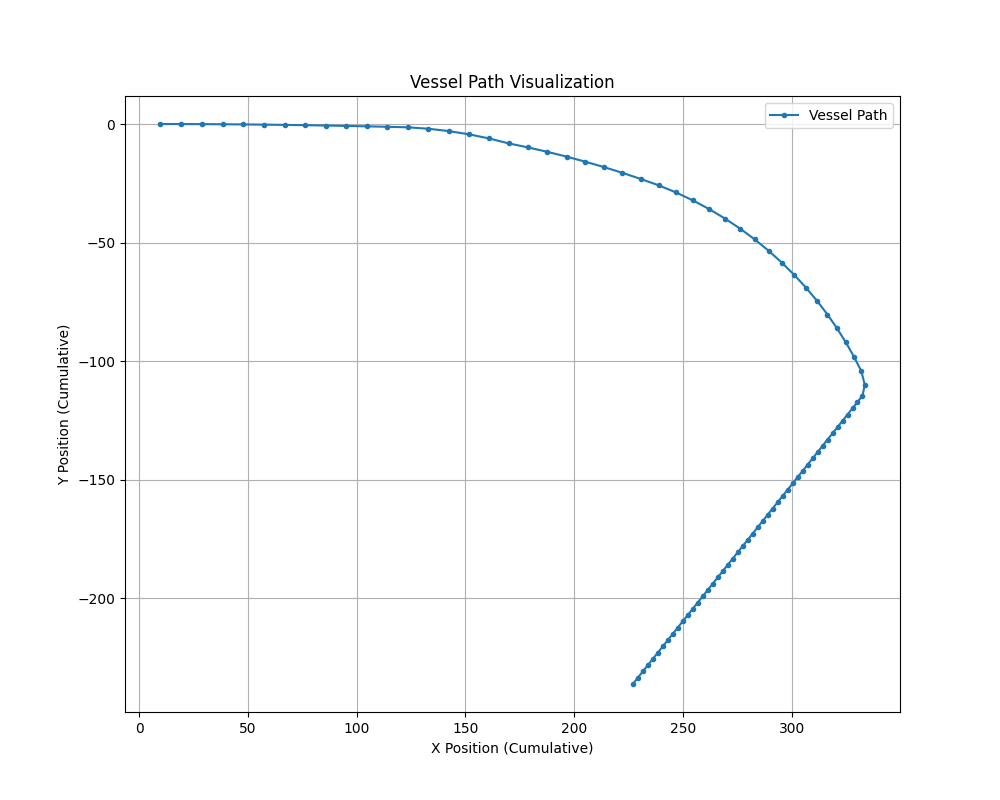 Vessel Path Visualization
Vessel Path
Y Position (Cumulative)
0
−50
−100
−150
−200
0 50 100 150 200 250 300
X Position (Cumulative)